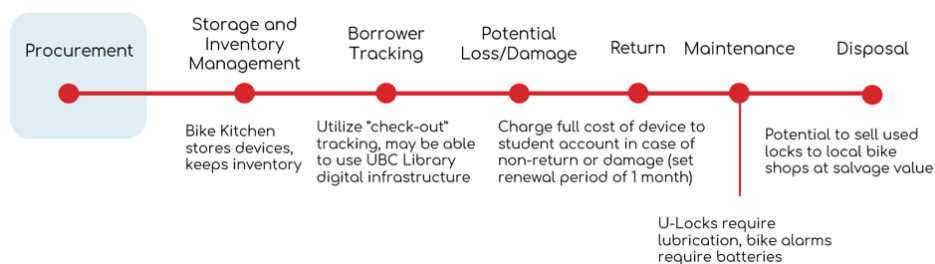 Procurement
Storage and
Inventory
Management
Borrower
Tracking
Potential
Loss/Damage
Return
Maintenance
Disposal
Bike Kitchen
stores devices,
keeps inventory
Utilize “check-out”
tracking, may be able
to use UBC Library
digital infrastructure
Charge full cost of device to
student account in case of
non-return or damage (set
renewal period of 1 month)
U-Locks require
lubrication, bike alarms
require batteries
Potential to sell used
locks to local bike
shops at salvage value